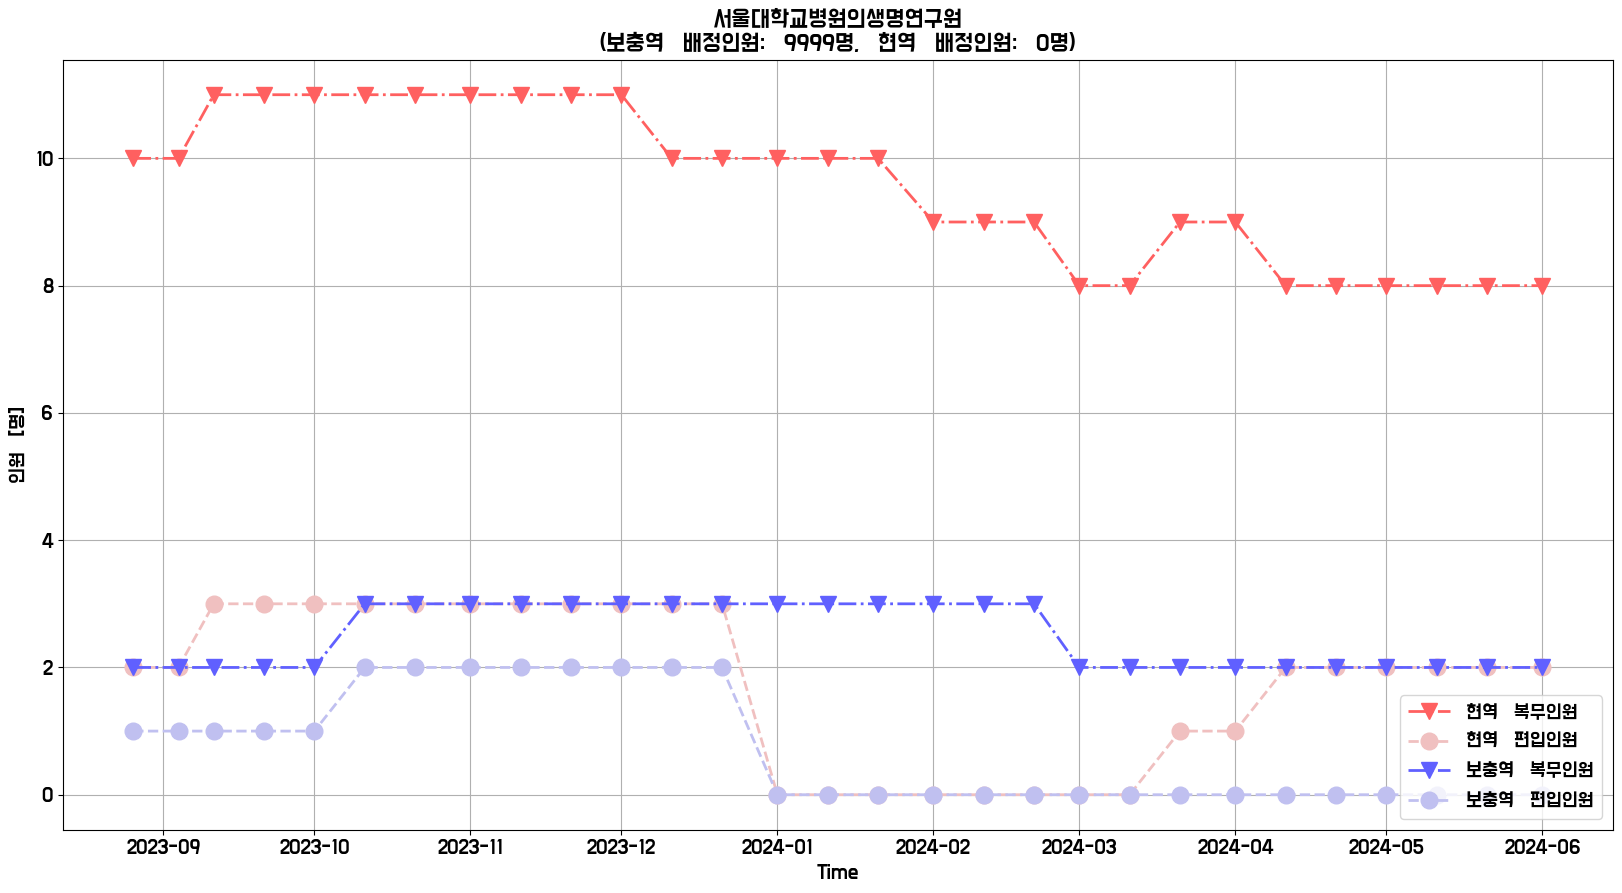 서울대학교병원의생명연구원
(보충역 배정인원: 9999명, 현역 배정인원: 0명)
인원 [명]
10
8
6
4
2
0
현역 복무인원
현역 편입인원
보충역 복무인원
보충역 편입인원
2023-09 2023-10 2023-11 2023-12 2024-01 2024-02 2024-03 2024-04 2024-05 2024-06
Time